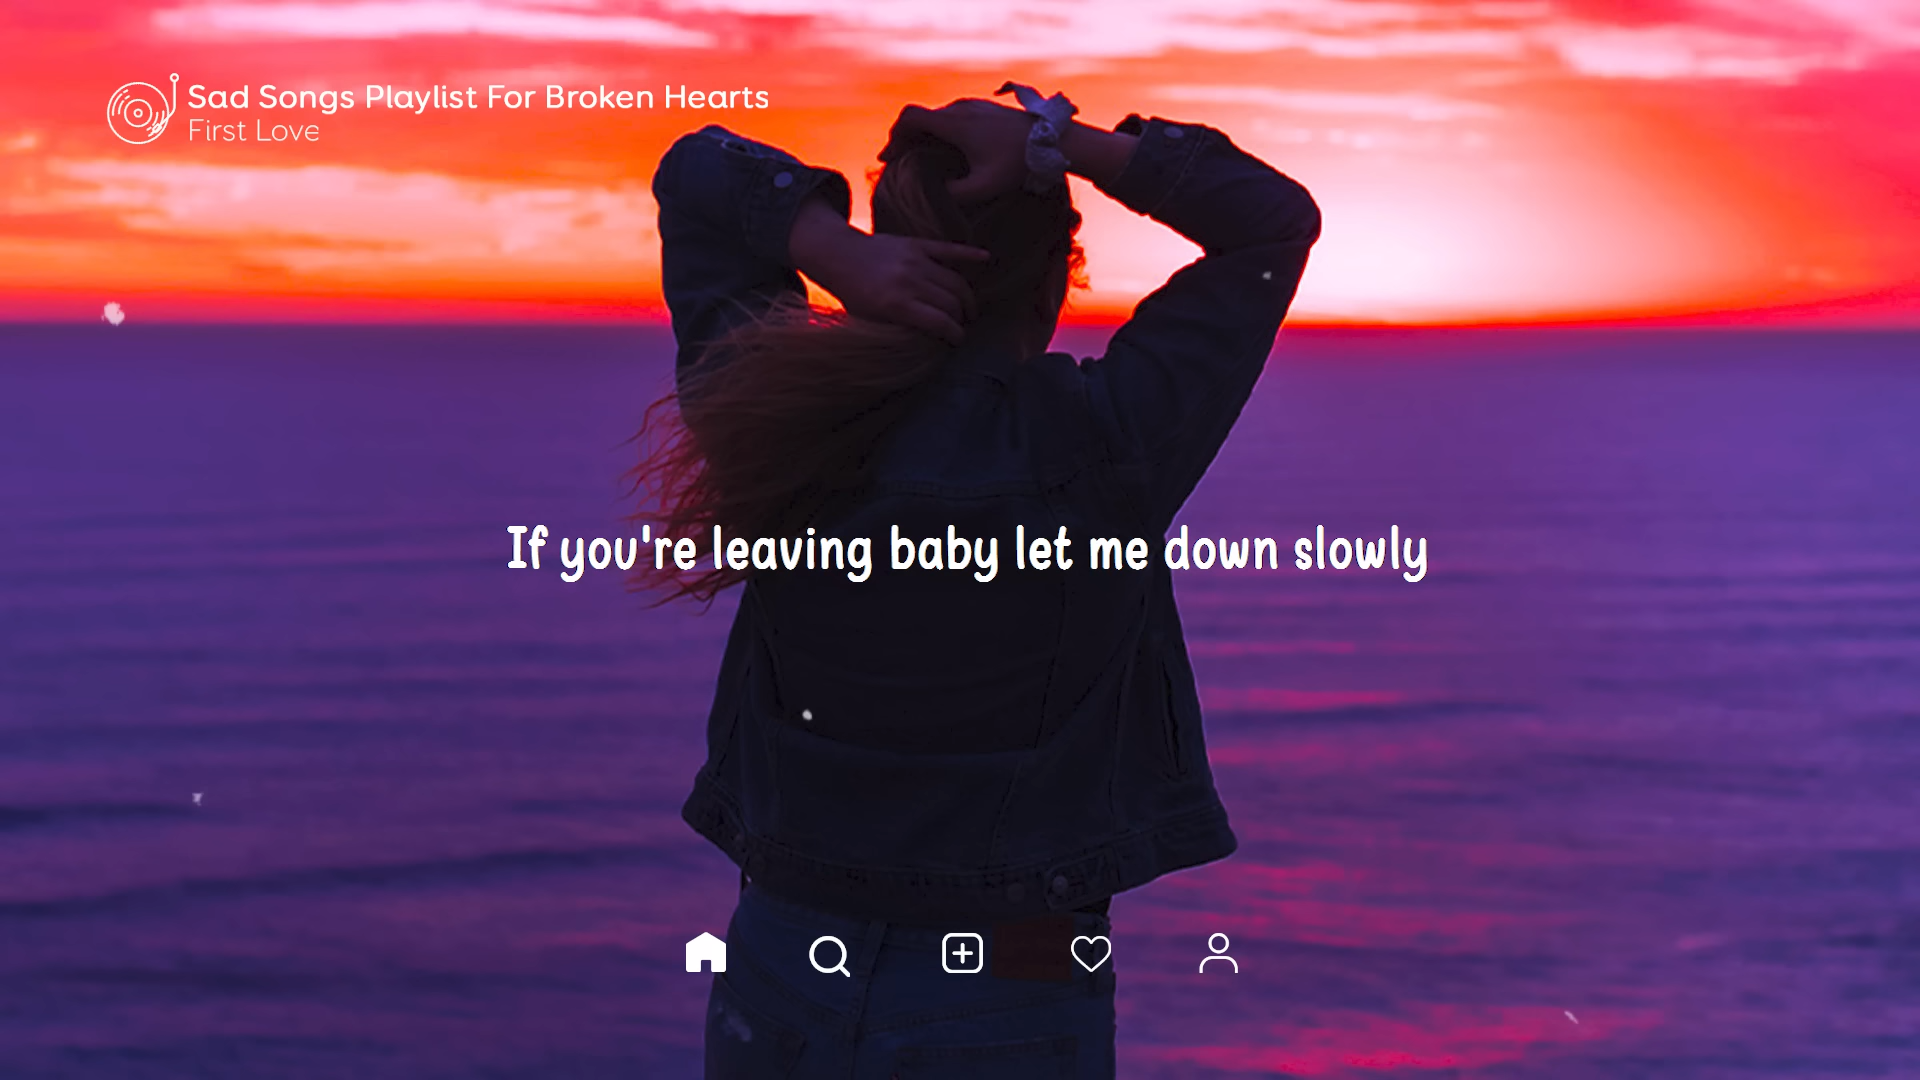 Sad Songs Playlist For Broken Hearts
First Love
If you're leaving baby let me down slowly